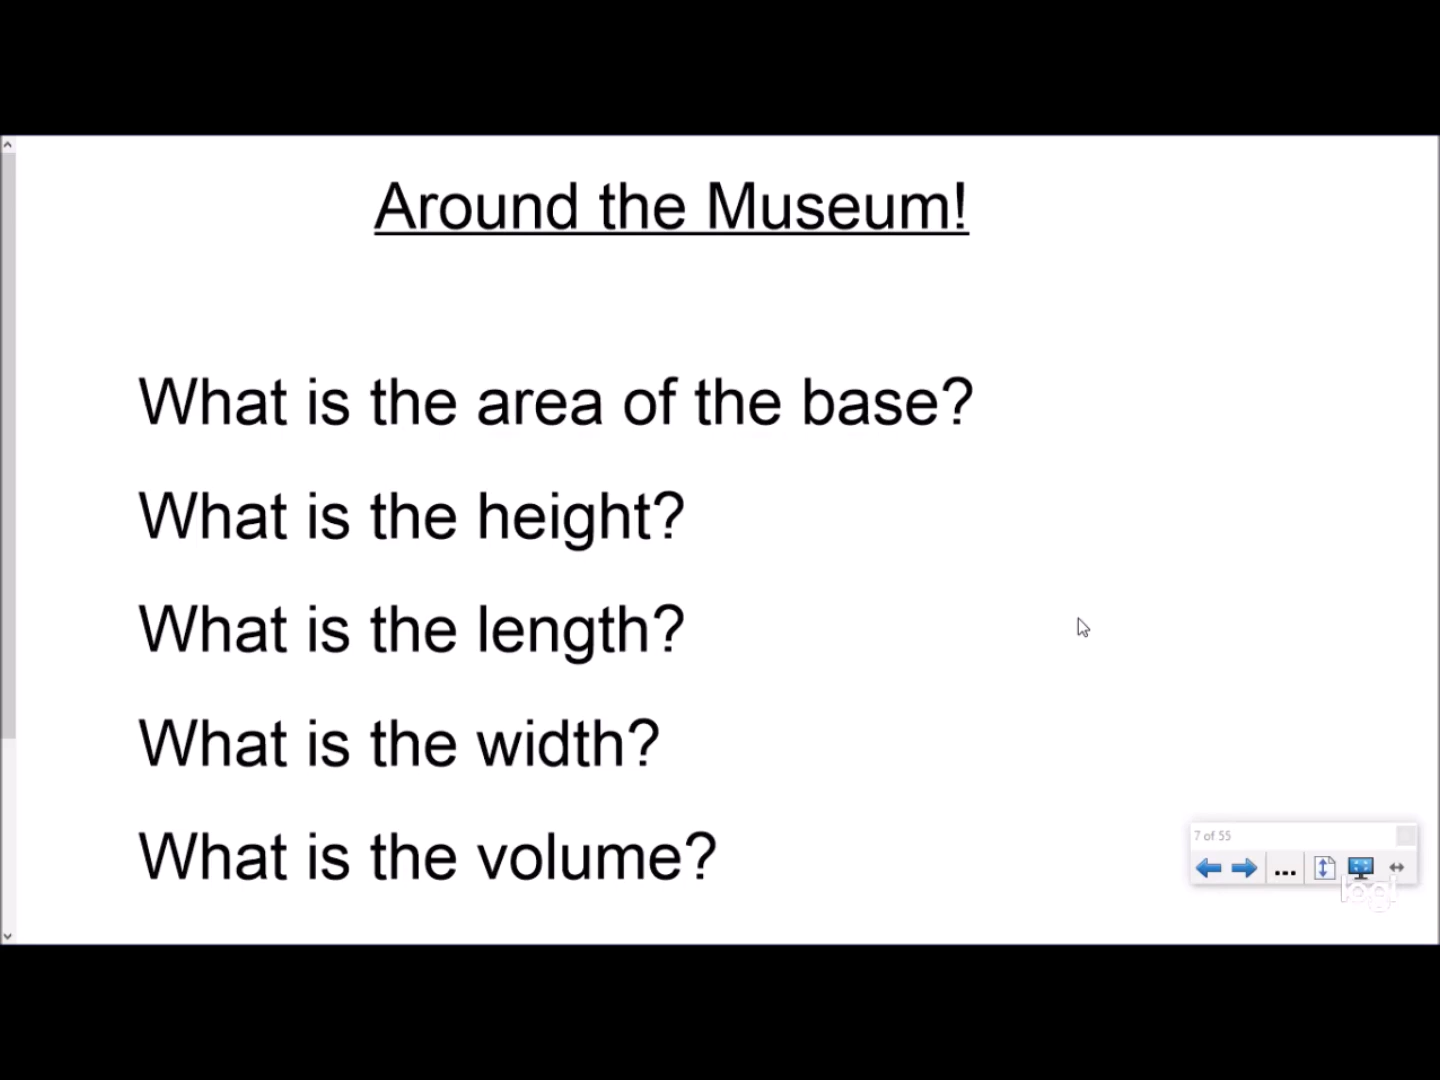 Around the Museum!
What is the area of the base?
What is the height?
What is the length?
What is the width?
What is the volume?
7 of 55
logi